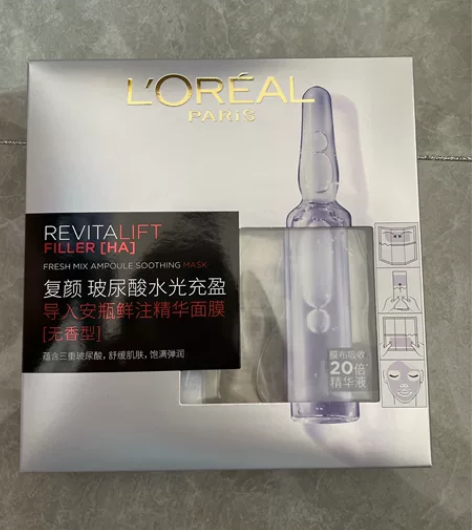 L'ORÉAL
PARIS
REVITALIFT
FILLER [HA]
FRESH MIX AMPOULE SOOTHING MASK
复颜 玻尿酸水光充盈
导入安瓶鲜注精华面膜
[无香型]
蕴含三重玻尿酸，舒缓肌肤，饱满弹润
膜布吸收
20倍
精华液